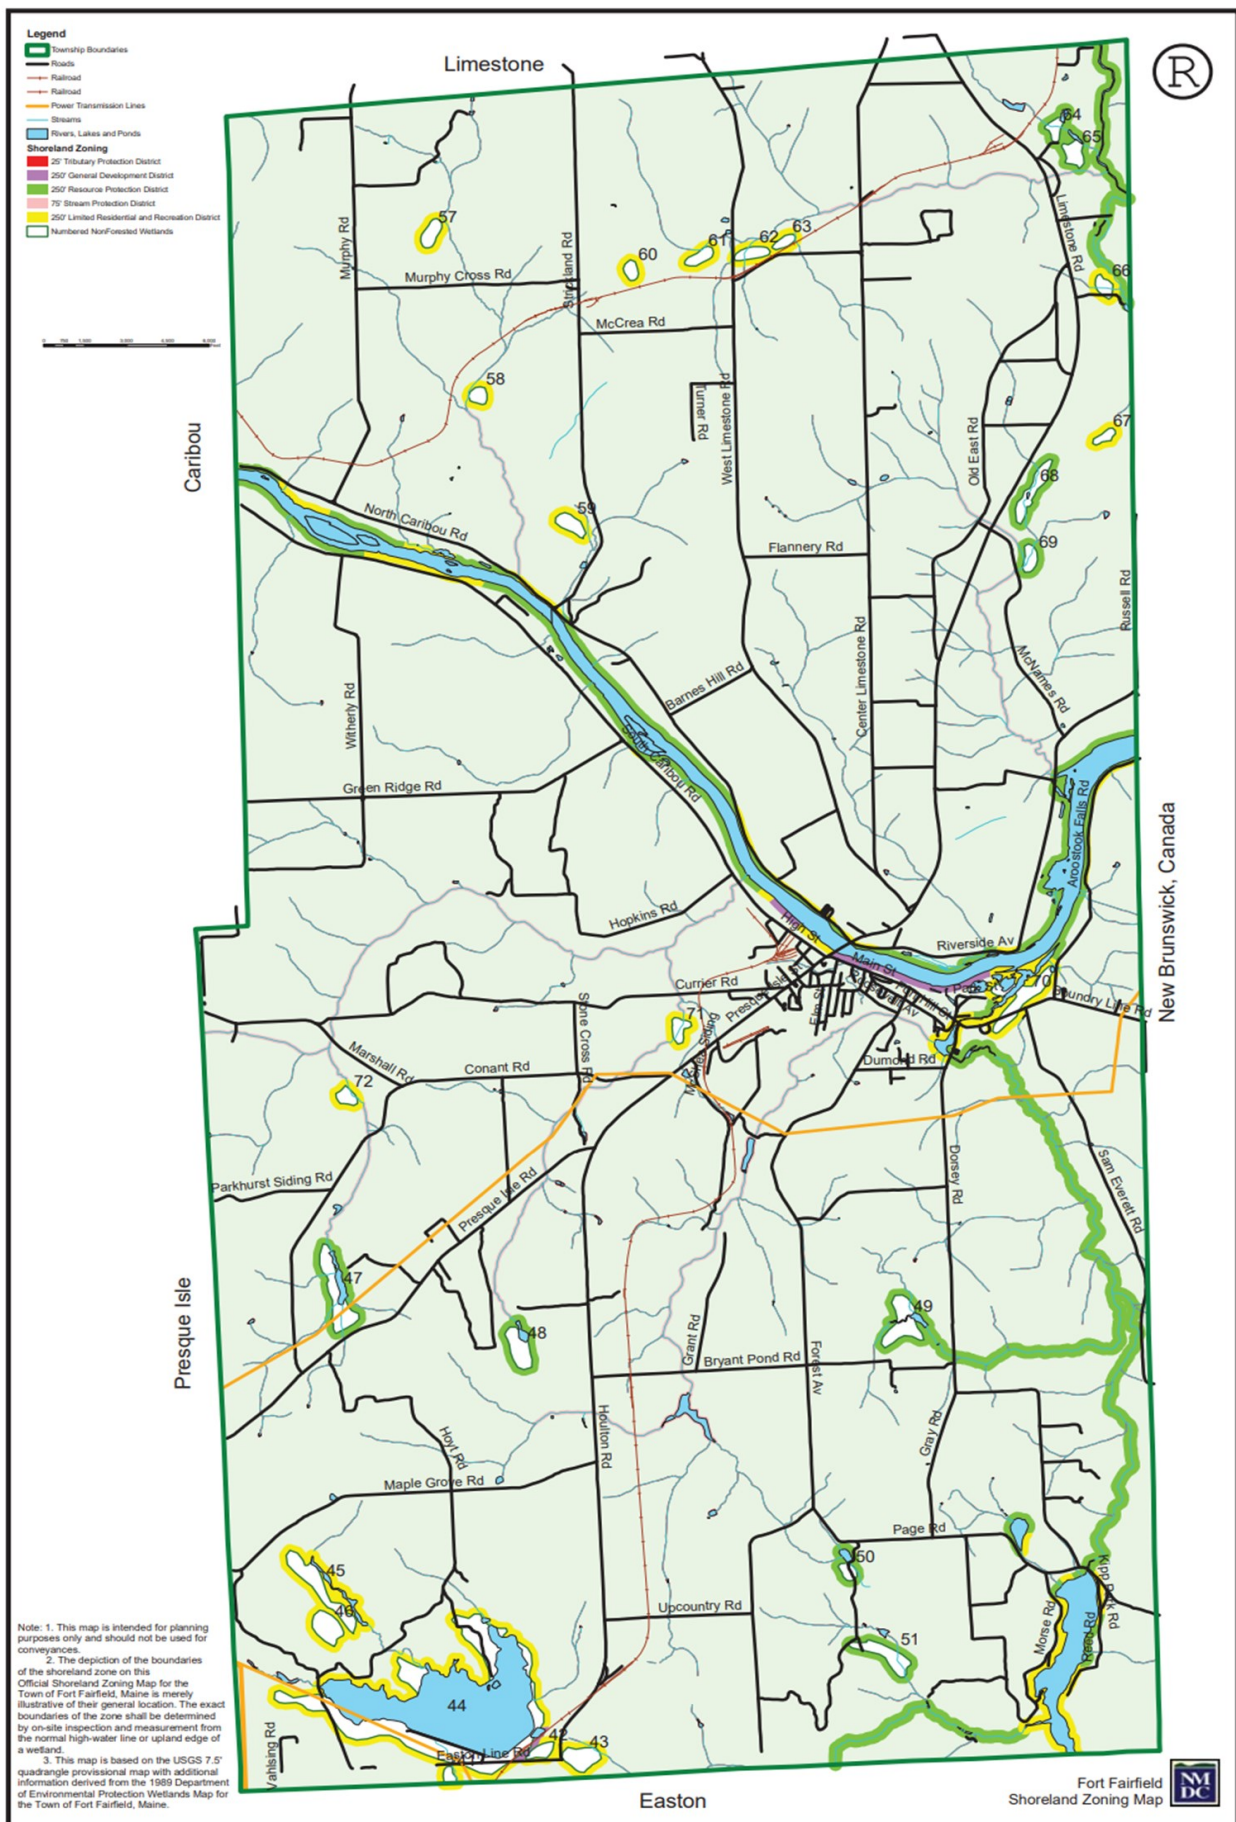 Legend
Township Boundaries
Roads
Railroad
Railroad
Power Transmission Lines
Streams
Rivers, Lakes and Ponds
Shoreland Zoning
25' Tributary Protection District
250' General Development District
250' Resource Protection District
75' Stream Protection District
250' Limited Residential and Recreation District
Numbered NonForested Wetlands
Limestone
R
64
65
57
Murphy Rd
Strickland Rd
60
61
62
63
Limestone Rd
66
Murphy Cross Rd
McCrea Rd
58
Turner Rd
West Limestone Rd
67
Caribou
Old East Rd
68
59
North Caribou Rd
Flannery Rd
69
Russell Rd
Center Limestone Rd
McNames Rd
Barnes Hill Rd
Witherly Rd
South Caribou Rd
Green Ridge Rd
Aroostook Falls Rd
New Brunswick, Canada
Hopkins Rd
High St
Riverside Av
Main St
Currier Rd
Presque Isle St
Elm St
Park St
70
Boundry Line Rd
Stone Cross Rd
71
Dumond Rd
Marshall Rd
Conant Rd
72
Parkhurst Siding Rd
Presque Isle Rd
Dorsey Rd
Sam Everett Rd
47
Presque Isle
48
49
Grant Rd
Bryant Pond Rd
Forest Av
Houlton Rd
Hoyt Rd
Gray Rd
Maple Grove Rd
Page Rd
50
45
46
Kipp Park Rd
Upcountry Rd
Morse Rd
Reed Rd
51
44
42
43
Easton Line Rd
Vahlsing Rd
Note: 1. This map is intended for planning
purposes only and should not be used for
conveyances.
2. The depiction of the boundaries
of the shoreland zone on this
Official Shoreland Zoning Map for the
Town of Fort Fairfield, Maine is merely
illustrative of their general location. The exact
boundaries of the zone shall be determined
by on-site inspection and measurement from
the normal high-water line or upland edge of
a wetland.
3. This map is based on the USGS 7.5'
quadrangle provisional map with additional
information derived from the 1989 Department
of Environmental Protection Wetlands Map for
the Town of Fort Fairfield, Maine.
Easton
Fort Fairfield
Shoreland Zoning Map
NM
DC